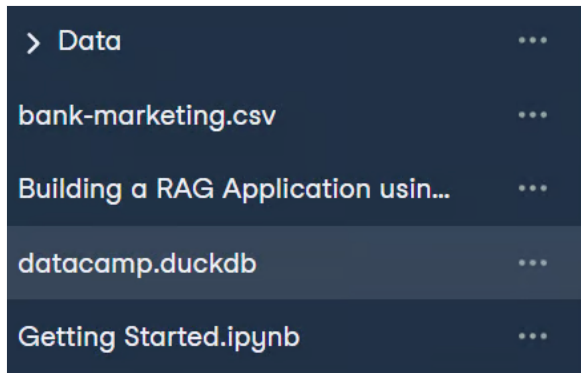 Data
bank-marketing.csv
Building a RAG Application usin...
datacamp.duckdb
Getting Started.ipynb